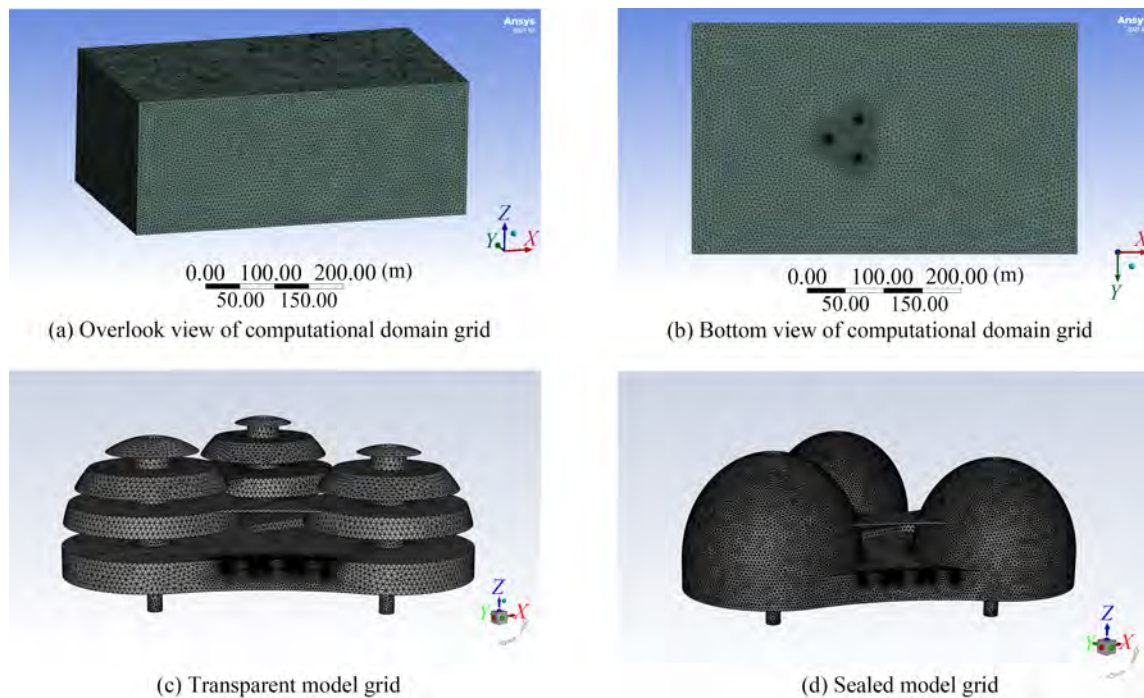 Ansys
Ansys
Z
Y
X
0.00 100.00 200.00 (m)
50.00 150.00
(a) Overlook view of computational domain grid
X
Y
0.00 100.00 200.00 (m)
50.00 150.00
(b) Bottom view of computational domain grid
Z
Y
X
(c) Transparent model grid
Z
Y
X
(d) Sealed model grid